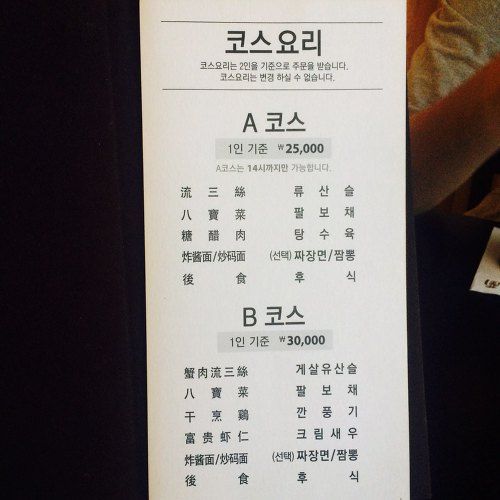 코스요리
코스요리는 2인을 기준으로 주문을 받습니다.
코스요리는 변경 하실 수 없습니다.
A 코스
1인 기준 ₩25,000
A코스는 14시까지만 가능합니다.
流三絲 류산슬
八寶菜 팔보채
糖醋肉 탕수육
炸酱面/炒码面 (선택) 짜장면/짬뽕
後食 후식
B 코스
1인 기준 ₩30,000
蟹肉流三絲 게살유산슬
八寶菜 팔보채
干烹鷄 깐풍기
富贵虾仁 크림새우
炸酱面/炒码面 (선택) 짜장면/짬뽕
後食 후식